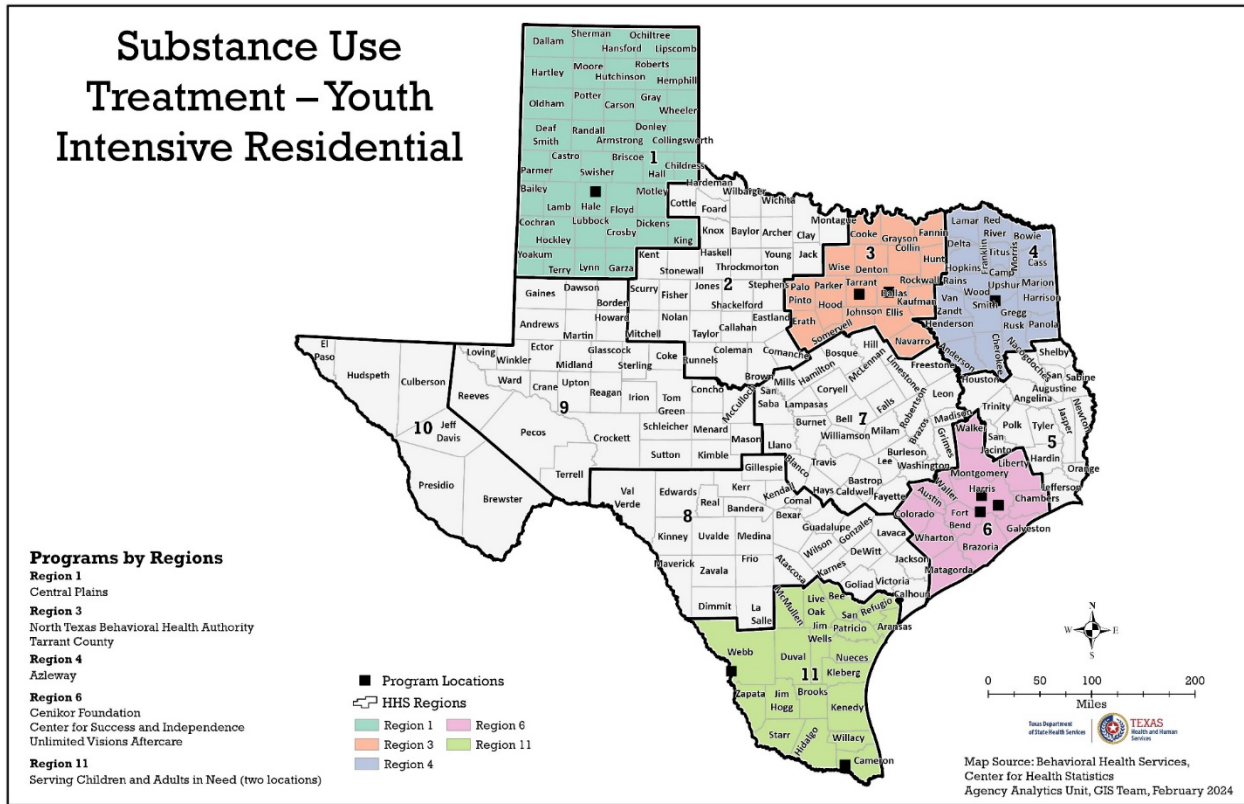 Substance Use
Treatment – Youth
Intensive Residential
Dallam
Sherman
Hansford
Ochiltree
Lipscomb
Hartley
Moore
Hutchinson
Roberts
Hemphill
Oldham
Potter
Carson
Gray
Wheeler
Deaf
Smith
Randall
Armstrong
Donley
Collingsworth
Parmer
Castro
Swisher
Briscoe
1
Hall
Childress
Bailey
Lamb
Hale
Floyd
Motley
Cochran
Hockley
Lubbock
Crosby
Dickens
King
Yoakum
Terry
Lynn
Garza
Hardeman
Cottle
Foard
Wilbarger
Wichita
Knox
Baylor
Archer
Clay
Montague
Kent
Stonewall
Haskell
Throckmorton
Young
Jack
2
Scurry
Fisher
Jones
Shackelford
Stephens
Mitchell
Nolan
Taylor
Callahan
Eastland
Runnels
Coleman
Brown
Comanche
Cooke
Grayson
Fannin
3
Collin
Wise
Denton
Hunt
Rockwall
Palo
Pinto
Parker
Tarrant
Dallas
Kaufman
Hood
Johnson
Ellis
Erath
Somervell
Navarro
Lamar
Red
River
Bowie
Delta
Franklin
Titus
Morris
4
Cass
Hopkins
Camp
Rains
Wood
Upshur
Marion
Van
Zandt
Smith
Gregg
Harrison
Henderson
Rusk
Panola
Anderson
Cherokee
Nacogdoches
Shelby
Houston
San
Augustine
Sabine
Angelina
Trinity
Polk
Tyler
Jasper
Newton
San
Jacinto
5
Hardin
Orange
Jefferson
Gaines
Dawson
Borden
Andrews
Martin
Howard
Loving
Winkler
Ector
Midland
Glasscock
Sterling
Coke
Ward
Crane
Upton
Reagan
Irion
Tom
Green
Concho
McCulloch
Reeves
9
Pecos
Crockett
Schleicher
Menard
Mason
Sutton
Kimble
Terrell
El
Paso
Hudspeth
Culberson
10
Jeff
Davis
Presidio
Brewster
Bosque
Hill
Hamilton
McLennan
Limestone
Freestone
Mills
Coryell
San
Saba
Lampasas
Falls
Robertson
Leon
Burnet
Bell
7
Milam
Brazos
Madison
Grimes
Llano
Williamson
Burleson
Washington
Blanco
Travis
Lee
Bastrop
Hays
Caldwell
Fayette
Walker
Montgomery
Liberty
Austin
Waller
Harris
Chambers
Colorado
Fort
Bend
6
Galveston
Wharton
Brazoria
Matagorda
Gillespie
Val
Verde
Edwards
Real
Kerr
Kendall
Bandera
Comal
Bexar
8
Kinney
Uvalde
Medina
Guadalupe
Gonzales
Lavaca
Wilson
DeWitt
Maverick
Zavala
Frio
Atascosa
Karnes
Jackson
Goliad
Victoria
Calhoun
Dimmit
La
Salle
McMullen
Live
Oak
Bee
Refugio
San
Patricio
Aransas
Webb
Duval
Jim
Wells
Nueces
Kleberg
11
Zapata
Jim
Hogg
Brooks
Kenedy
Starr
Hidalgo
Willacy
Cameron
Programs by Regions
Region 1
Central Plains
Region 3
North Texas Behavioral Health Authority
Tarrant County
Region 4
Azleway
Region 6
Cenikor Foundation
Center for Success and Independence
Unlimited Visions Aftercare
Region 11
Serving Children and Adults in Need (two locations)
Program Locations
HHS Regions
Region 1
Region 3
Region 4
Region 6
Region 11
N
W
E
S
0
50
100
200
Miles
Texas Department
of State Health Services
TEXAS
Health and Human
Services
Map Source: Behavioral Health Services,
Center for Health Statistics
Agency Analytics Unit, GIS Team, February 2024